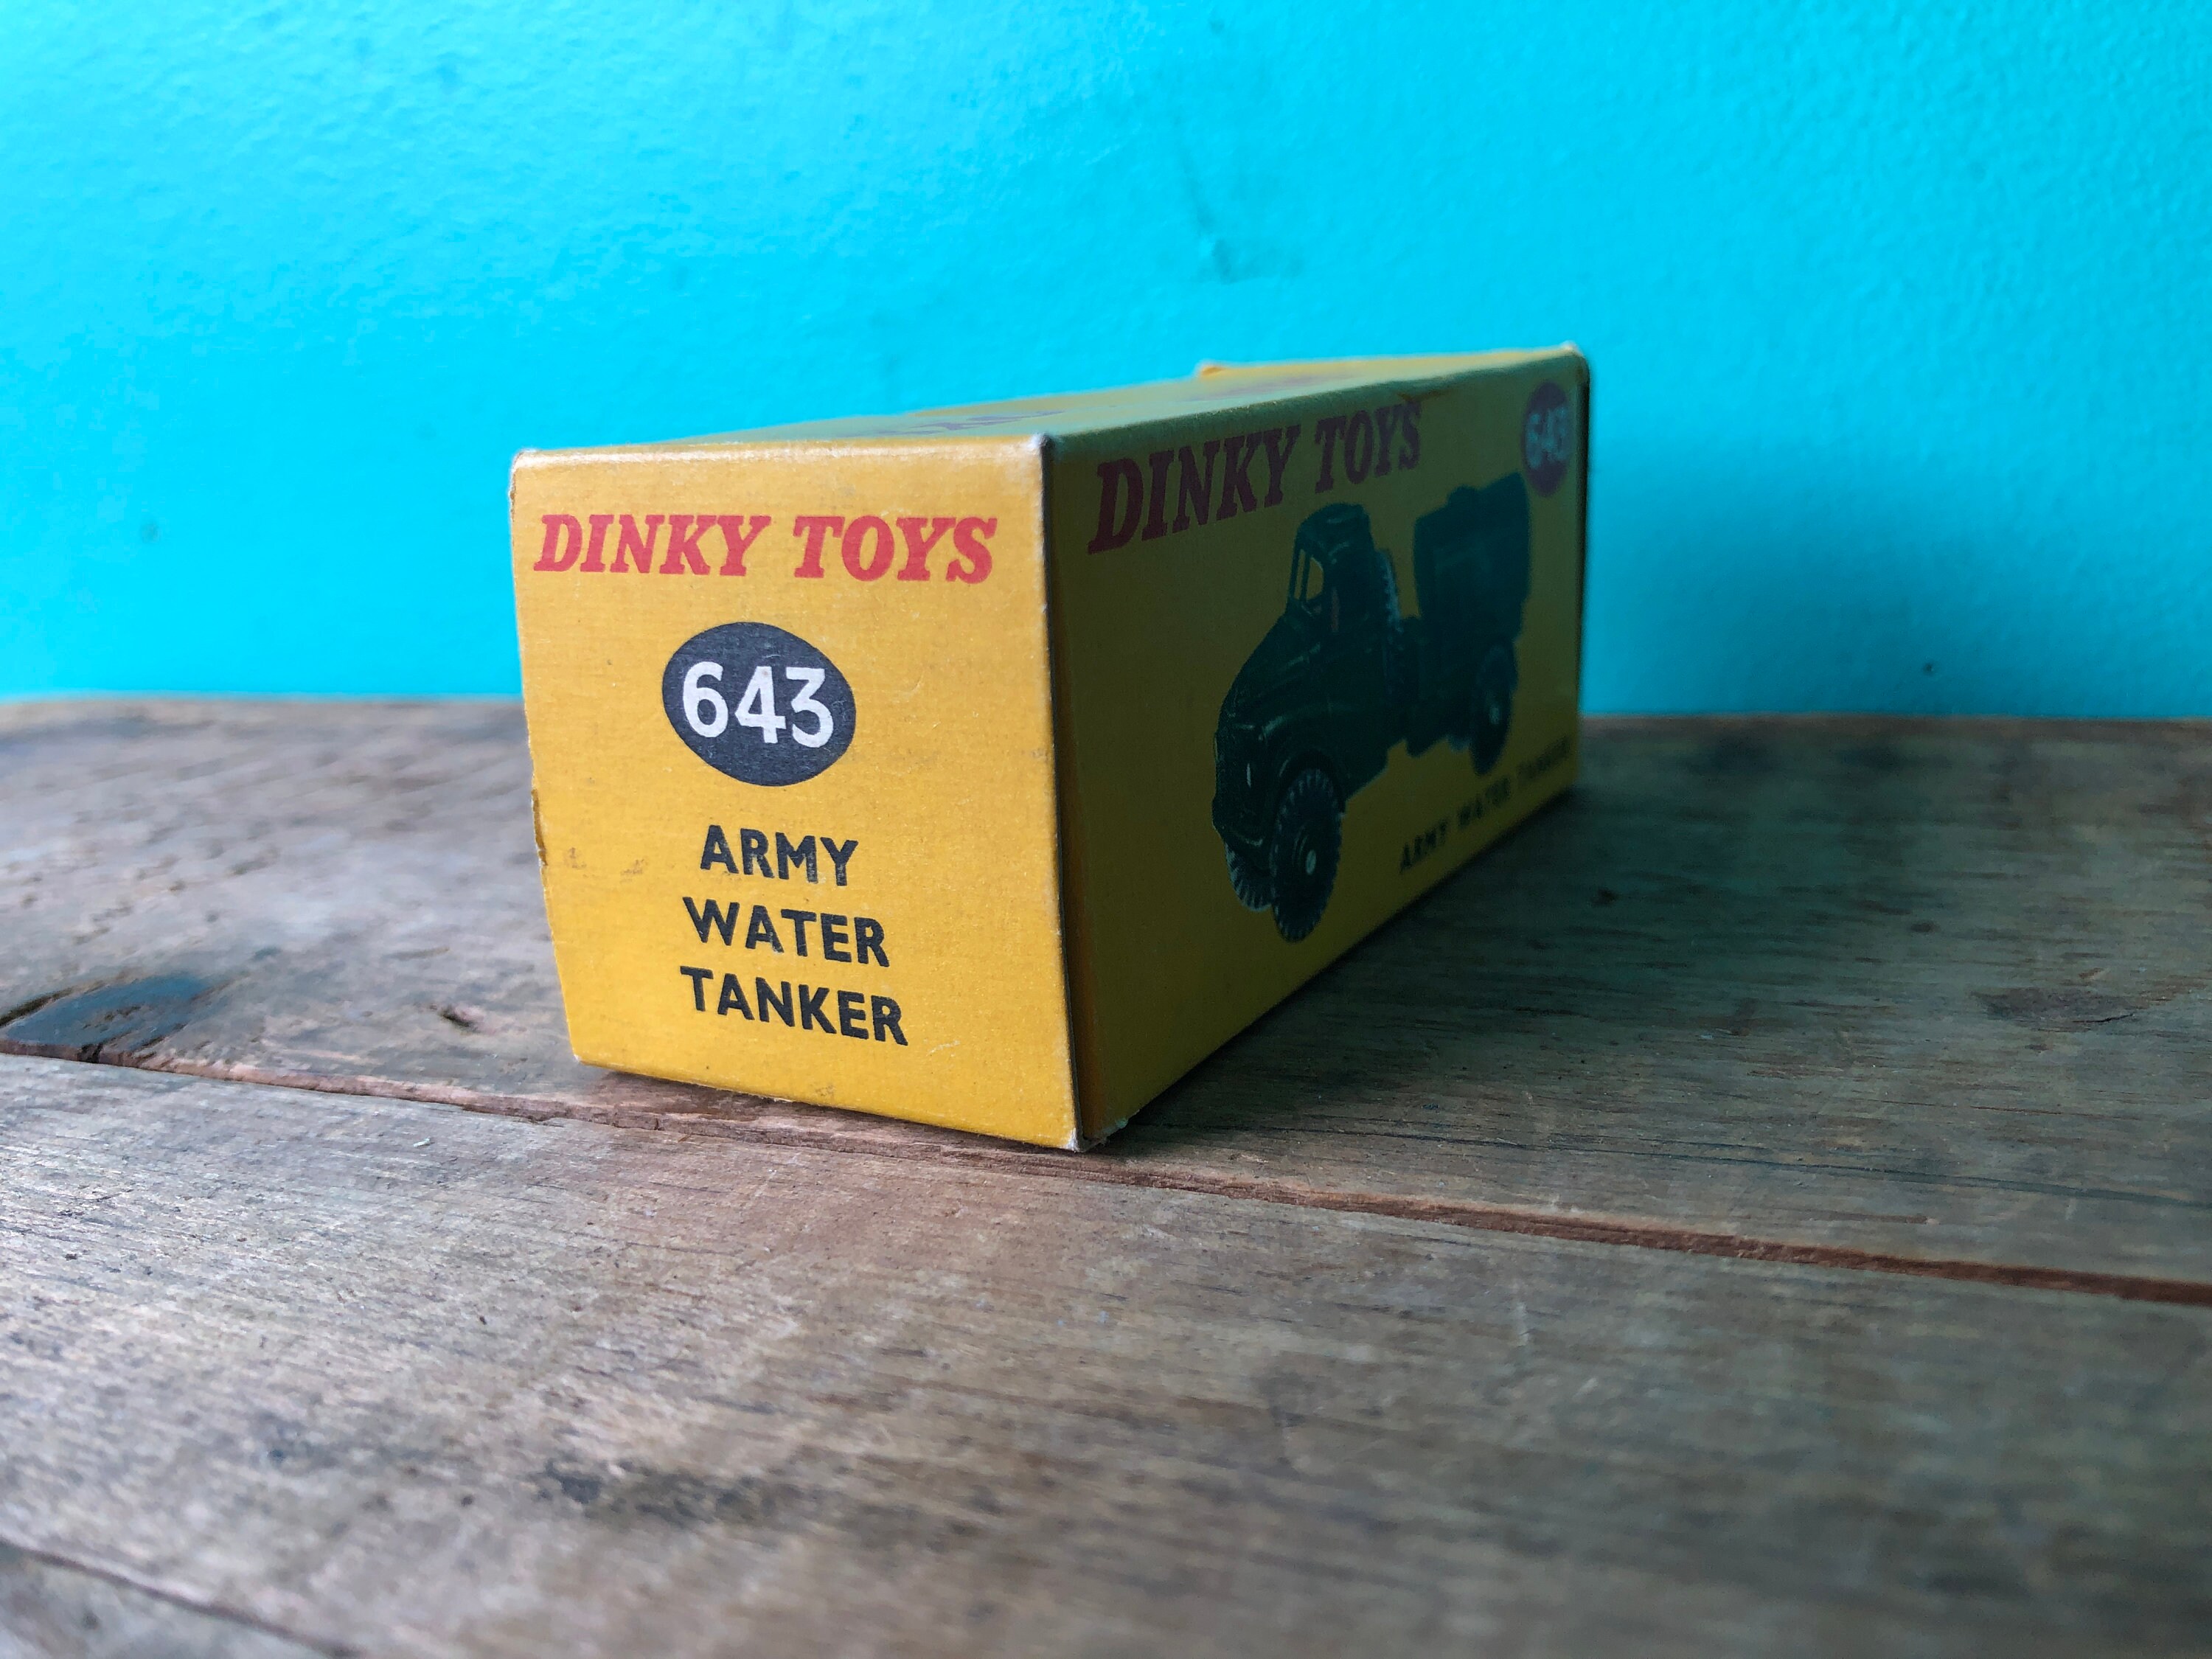 DINKY TOYS
643
ARMY
WATER
TANKER
DINKY TOYS
643
ARMY WATER TANKER